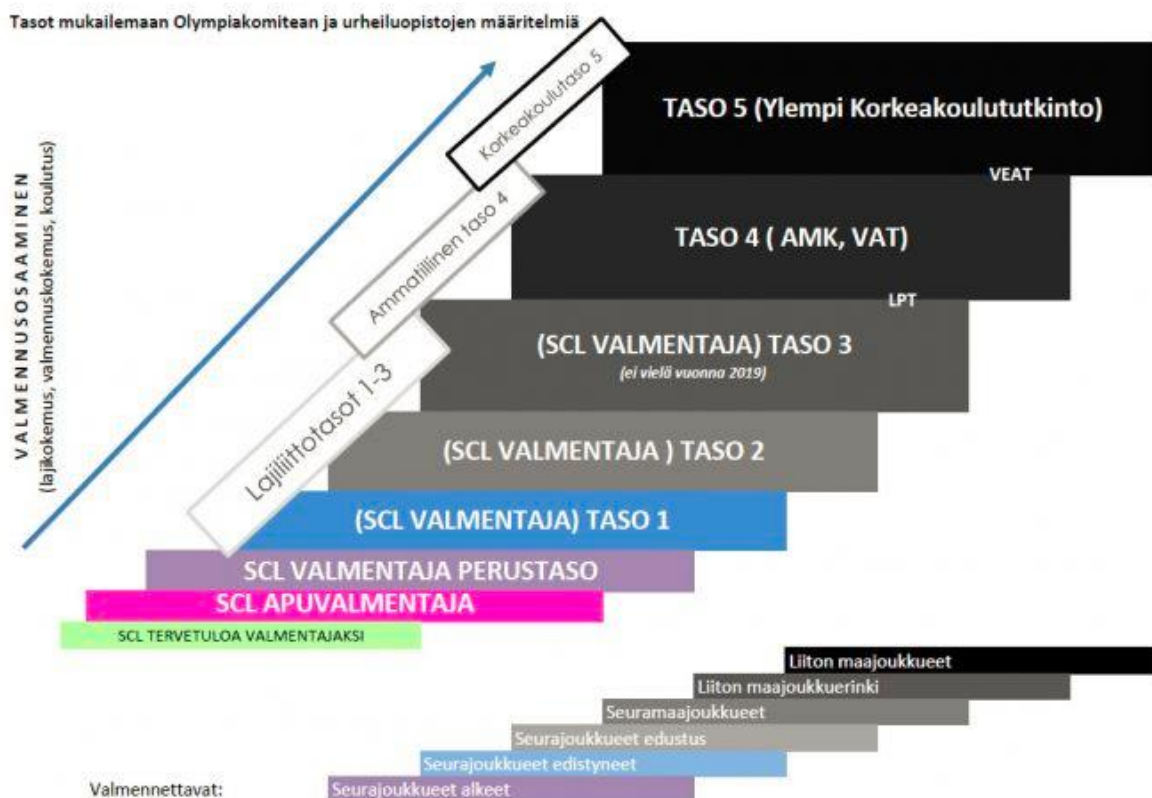 Tasot mukailemaan Olympiakomitean ja urheiluopistojen määritelmiä
VALMENNUSOSAAMINEN
(lajikokemus, valmennuskokemus, koulutus)
Korkeakoulutaso 5
Ammatillinen taso 4
Lajiliittotasot 1-3
TASO 5 (Ylempi Korkeakoulututkinto)
VEAT
TASO 4 ( AMK, VAT)
LPT
(SCL VALMENTAJA) TASO 3
(ei vielä vuonna 2019)
(SCL VALMENTAJA ) TASO 2
(SCL VALMENTAJA) TASO 1
SCL VALMENTAJA PERUSTASO
SCL APUVALMENTAJA
SCL TERVETULOA VALMENTAJAKSI
Liiton maajoukkueet
Liiton maajoukkuerinki
Seuramaajoukkueet
Seurajoukkueet edustus
Seurajoukkueet edistyneet
Valmennettavat:
Seurajoukkueet alkeet